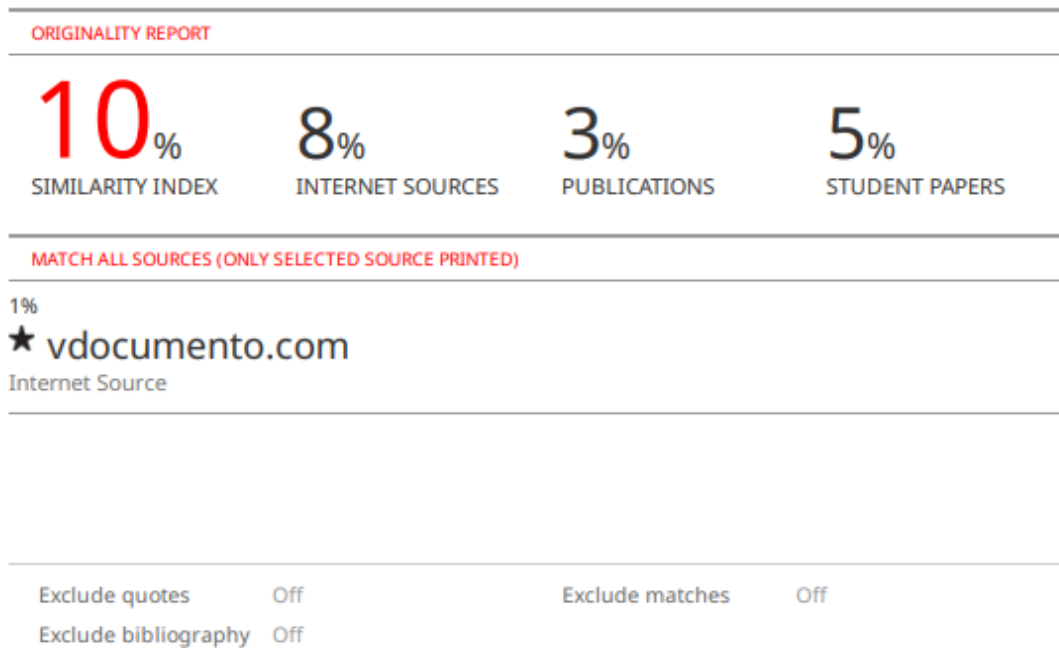 ORIGINALITY REPORT
10% 8% 3% 5%
SIMILARITY INDEX INTERNET SOURCES PUBLICATIONS STUDENT PAPERS
MATCH ALL SOURCES (ONLY SELECTED SOURCE PRINTED)
1%
★ vdocumento.com
Internet Source
Exclude quotes Off Exclude matches Off
Exclude bibliography Off